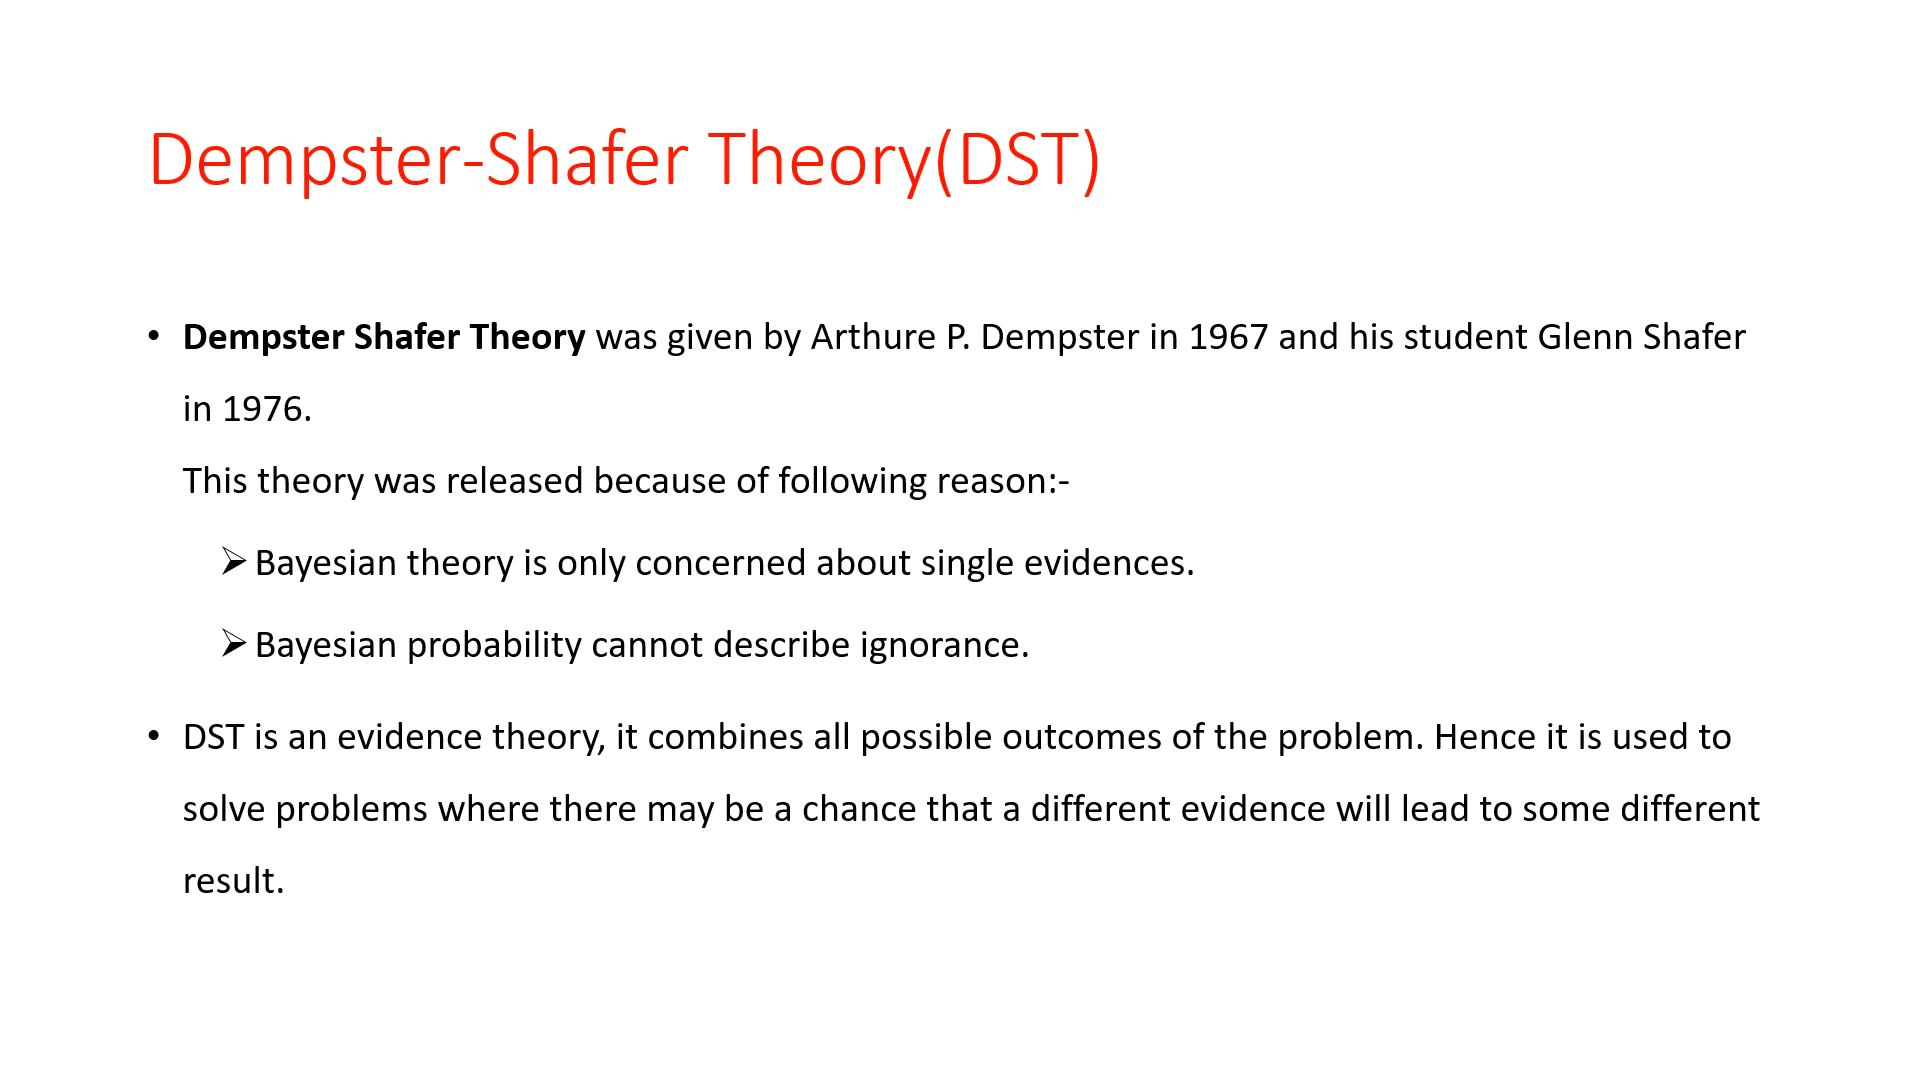 Dempster-Shafer Theory(DST)
• Dempster Shafer Theory was given by Arthure P. Dempster in 1967 and his student Glenn Shafer
in 1976.
This theory was released because of following reason:-
➢ Bayesian theory is only concerned about single evidences.
➢ Bayesian probability cannot describe ignorance.
• DST is an evidence theory, it combines all possible outcomes of the problem. Hence it is used to
solve problems where there may be a chance that a different evidence will lead to some different
result.